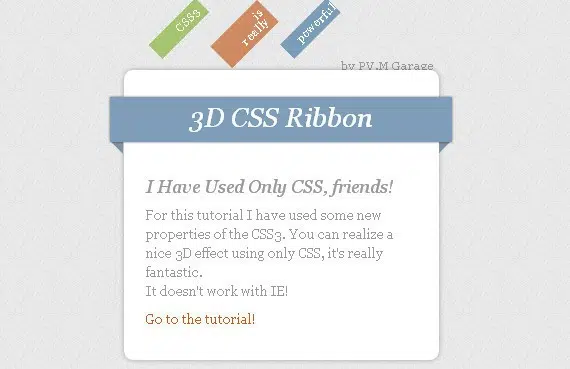 CSS3
is
really
powerful
by PV.M Garage
3D CSS Ribbon
I Have Used Only CSS, friends!
For this tutorial I have used some new
properties of the CSS3. You can realize a
nice 3D effect using only CSS, it's really
fantastic.
It doesn't work with IE!
Go to the tutorial!